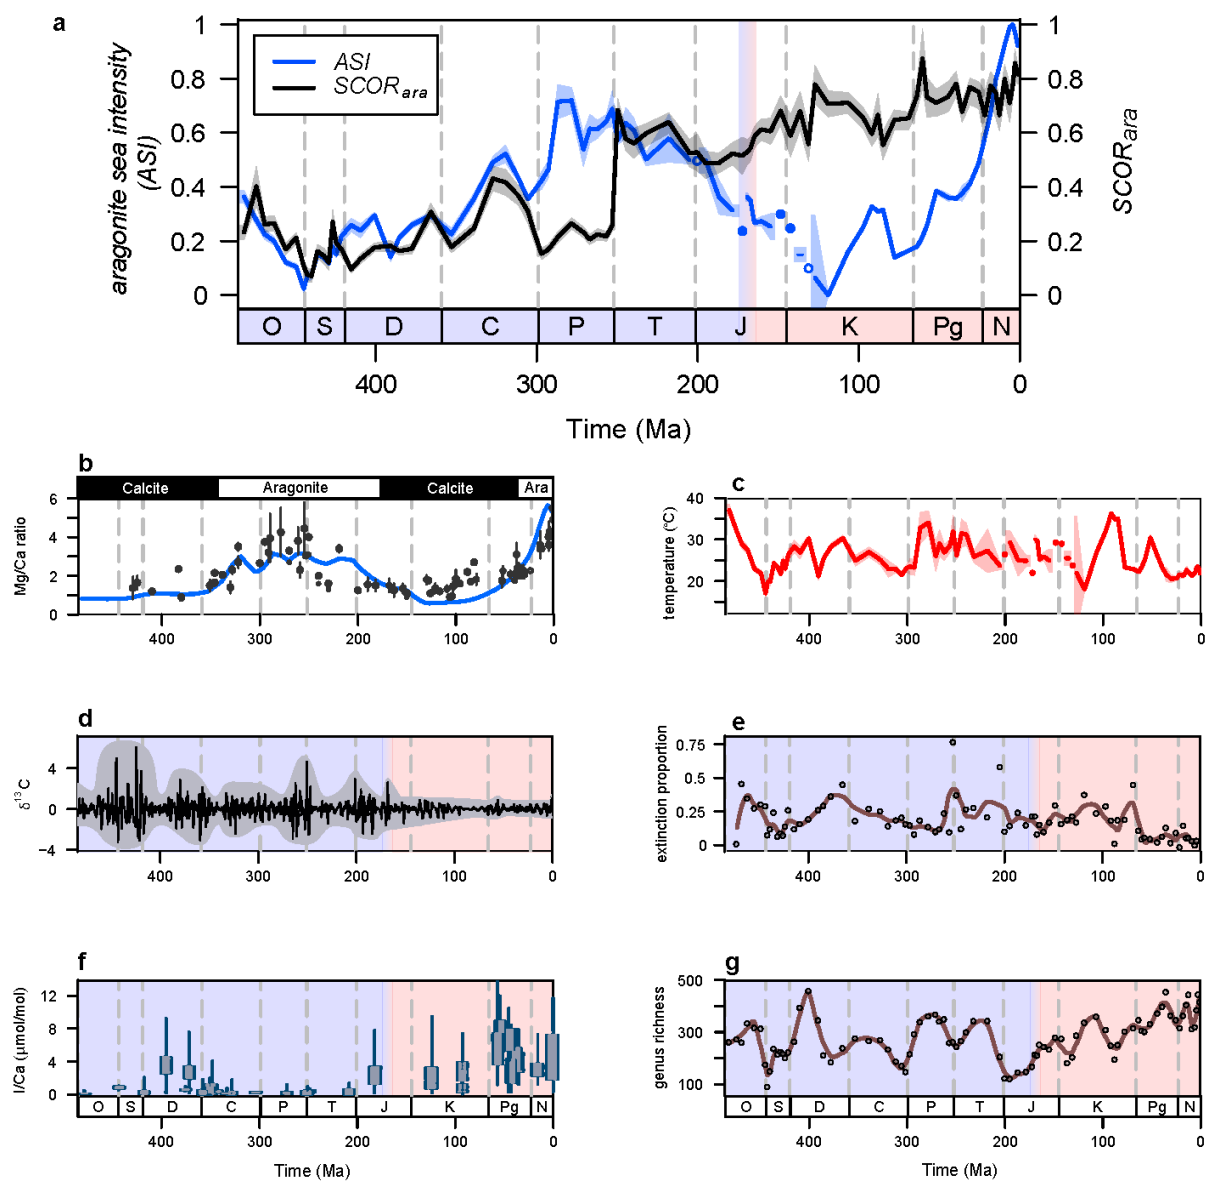 a
aragonite sea intensity
(ASI)
1
0.8
0.6
0.4
0.2
0
ASI
SCORara
1
0.8
0.6
0.4
0.2
0
SCORara
O S D C P T J K Pg N
400 300 200 100 0
Time (Ma)
b
Calcite Aragonite Calcite Ara
Mg/Ca ratio
6
4
2
0
400 300 200 100 0
c
temperature (°C)
40
30
20
400 300 200 100 0
d
δ13C
4
0
−4
400 300 200 100 0
e
extinction proportion
0.75
0.5
0.25
0
400 300 200 100 0
f
I/Ca (μmol/mol)
12
8
4
0
O S D C P T J K Pg N
400 300 200 100 0
Time (Ma)
g
genus richness
500
300
100
O S D C P T J K Pg N
400 300 200 100 0
Time (Ma)